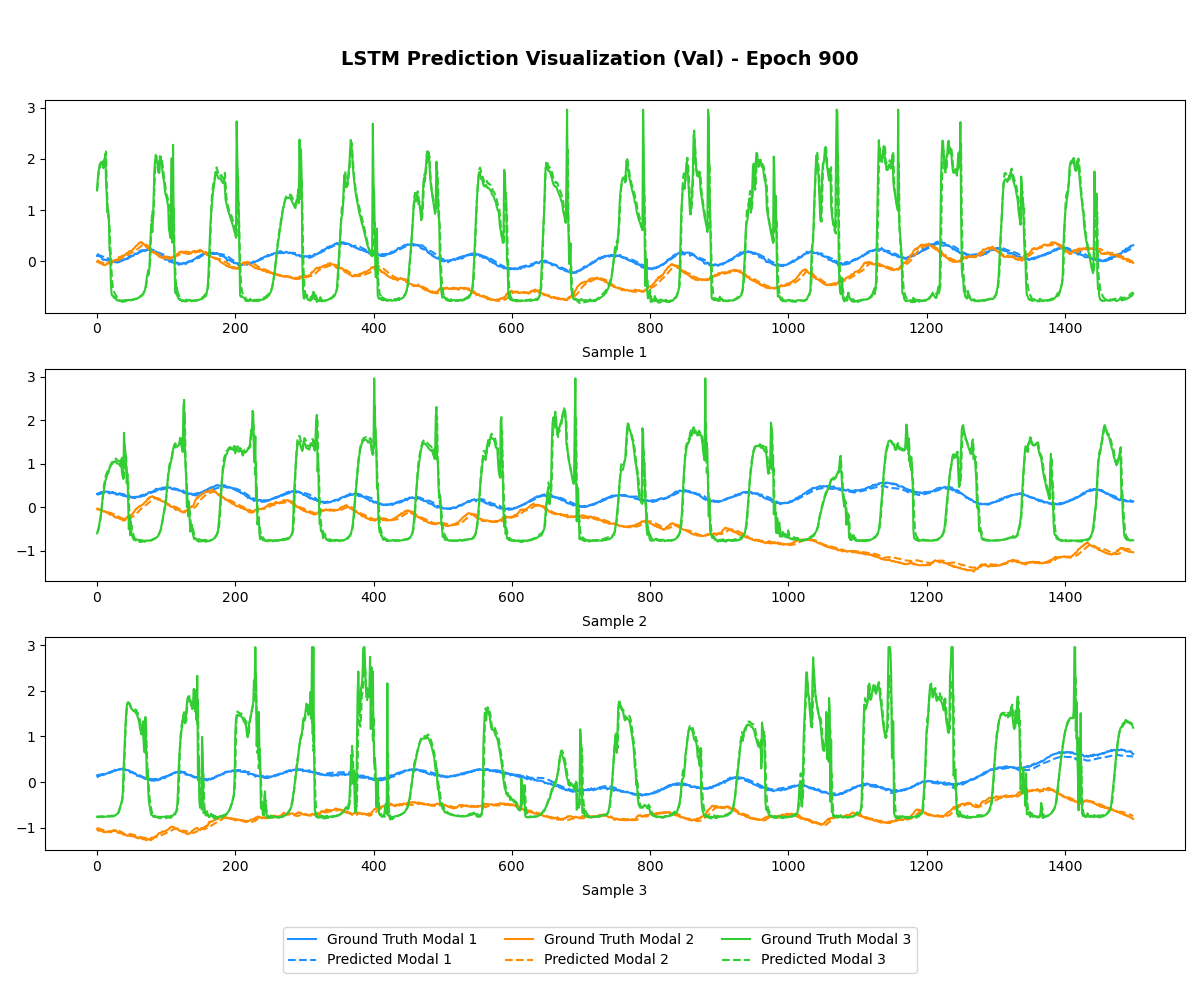 LSTM Prediction Visualization (Val) - Epoch 900
3
2
1
0
0 200 400 600 800 1000 1200 1400
Sample 1
3
2
1
0
−1
0 200 400 600 800 1000 1200 1400
Sample 2
3
2
1
0
−1
0 200 400 600 800 1000 1200 1400
Sample 3
Ground Truth Modal 1 Ground Truth Modal 2 Ground Truth Modal 3
Predicted Modal 1 Predicted Modal 2 Predicted Modal 3